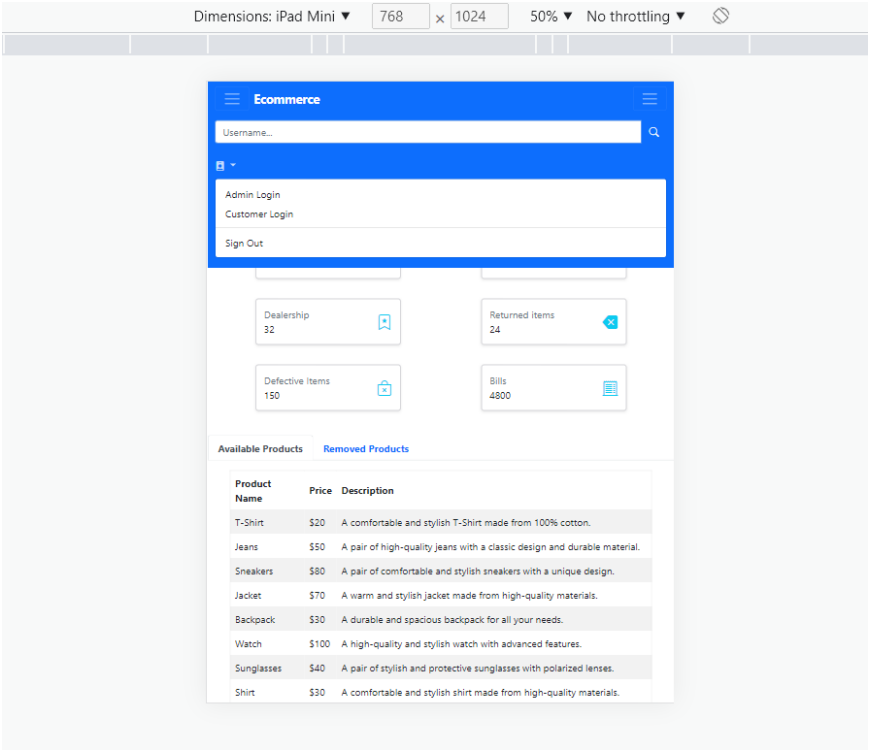 Dimensions: iPad Mini ▼ 768 × 1024 50% ▼ No throttling ▼
Ecommerce
Username...
Admin Login
Customer Login
Sign Out
Dealership
32
Returned items
24
Defective Items
150
Bills
4800
Available Products Removed Products
Product Name Price Description
T-Shirt $20 A comfortable and stylish T-Shirt made from 100% cotton.
Jeans $50 A pair of high-quality jeans with a classic design and durable material.
Sneakers $80 A pair of comfortable and stylish sneakers with a unique design.
Jacket $70 A warm and stylish jacket made from high-quality materials.
Backpack $30 A durable and spacious backpack for all your needs.
Watch $100 A high-quality and stylish watch with advanced features.
Sunglasses $40 A pair of stylish and protective sunglasses with polarized lenses.
Shirt $30 A comfortable and stylish shirt made from high-quality materials.